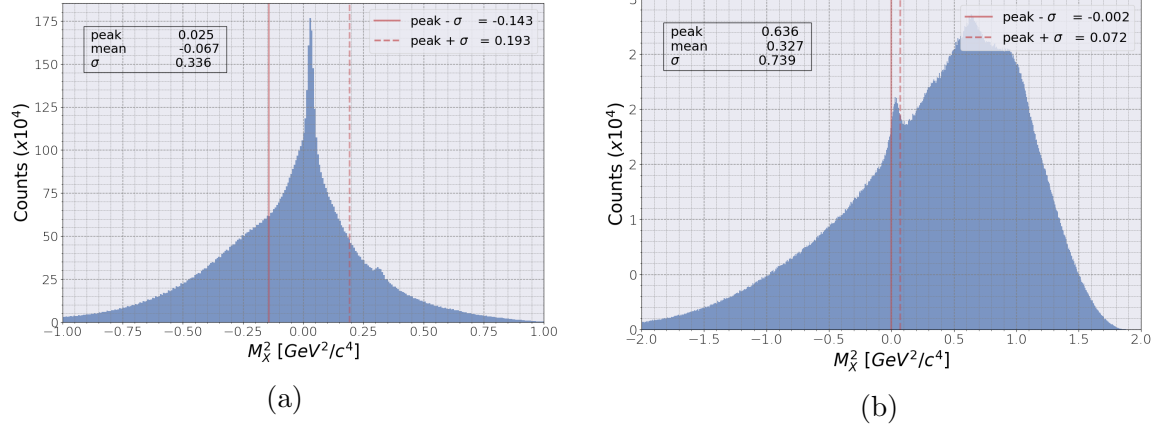 200
peak 0.025
mean -0.067
σ 0.336
peak - σ = -0.143
peak + σ = 0.193
175
150
125
100
75
50
25
0
−1.00 −0.75 −0.50 −0.25 0.00 0.25 0.50 0.75 1.00
Counts (x10⁴)
M_X² [GeV²/c⁴]
(a)
3
peak 0.636
mean 0.327
σ 0.739
peak - σ = -0.002
peak + σ = 0.072
2
2
2
1
0
0
−2.0 −1.5 −1.0 −0.5 0.0 0.5 1.0 1.5 2.0
Counts (x10⁴)
M_X² [GeV²/c⁴]
(b)